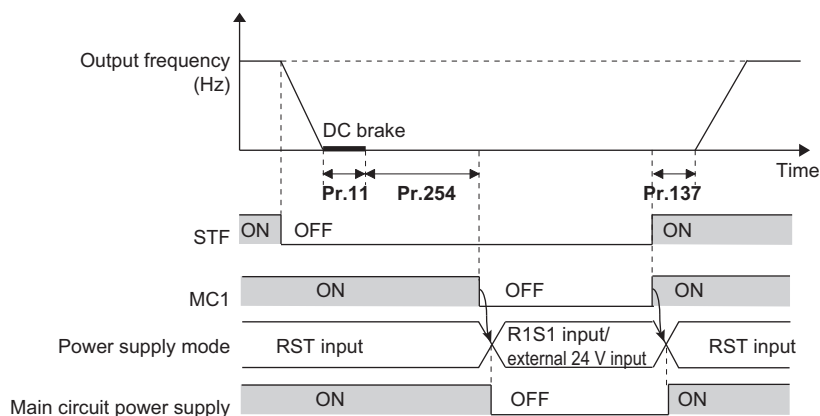 Output frequency
(Hz)
DC brake
Time
Pr.11 Pr.254 Pr.137
STF ON OFF ON
MC1 ON OFF ON
Power supply mode RST input R1S1 input/
external 24 V input RST input
Main circuit power supply ON OFF ON